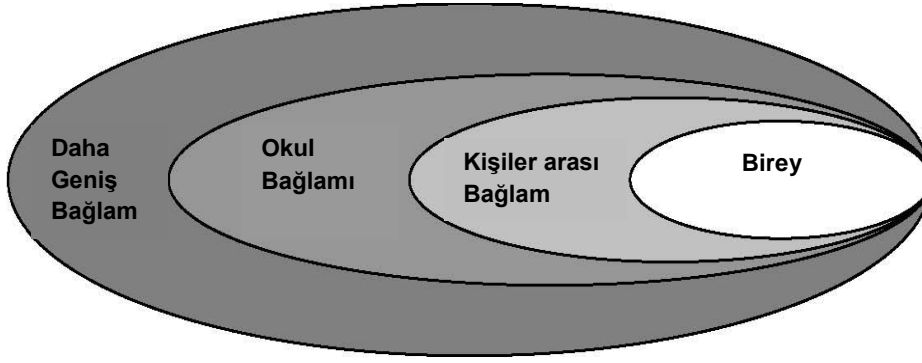 Daha
Geniş
Bağlam
Okul
Bağlamı
Kişiler arası
Bağlam
Birey